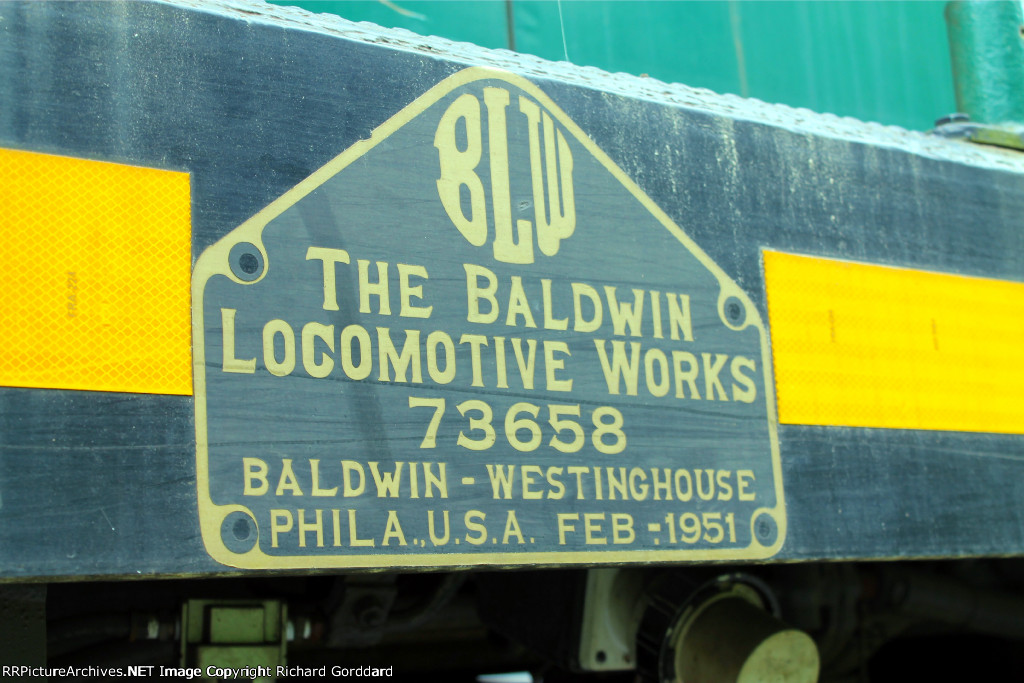 BLW
THE BALDWIN
LOCOMOTIVE WORKS
73658
BALDWIN - WESTINGHOUSE
PHILA., U.S.A. FEB - 1951
RRPictureArchives.NET Image Copyright Richard Gorddard